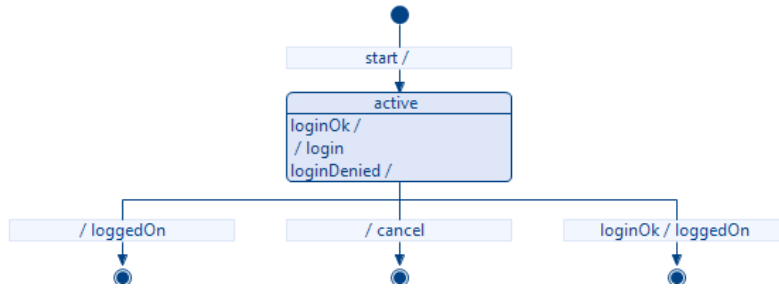 start /
active
loginOk /
/ login
loginDenied /
/ loggedOn
/ cancel
loginOk / loggedOn